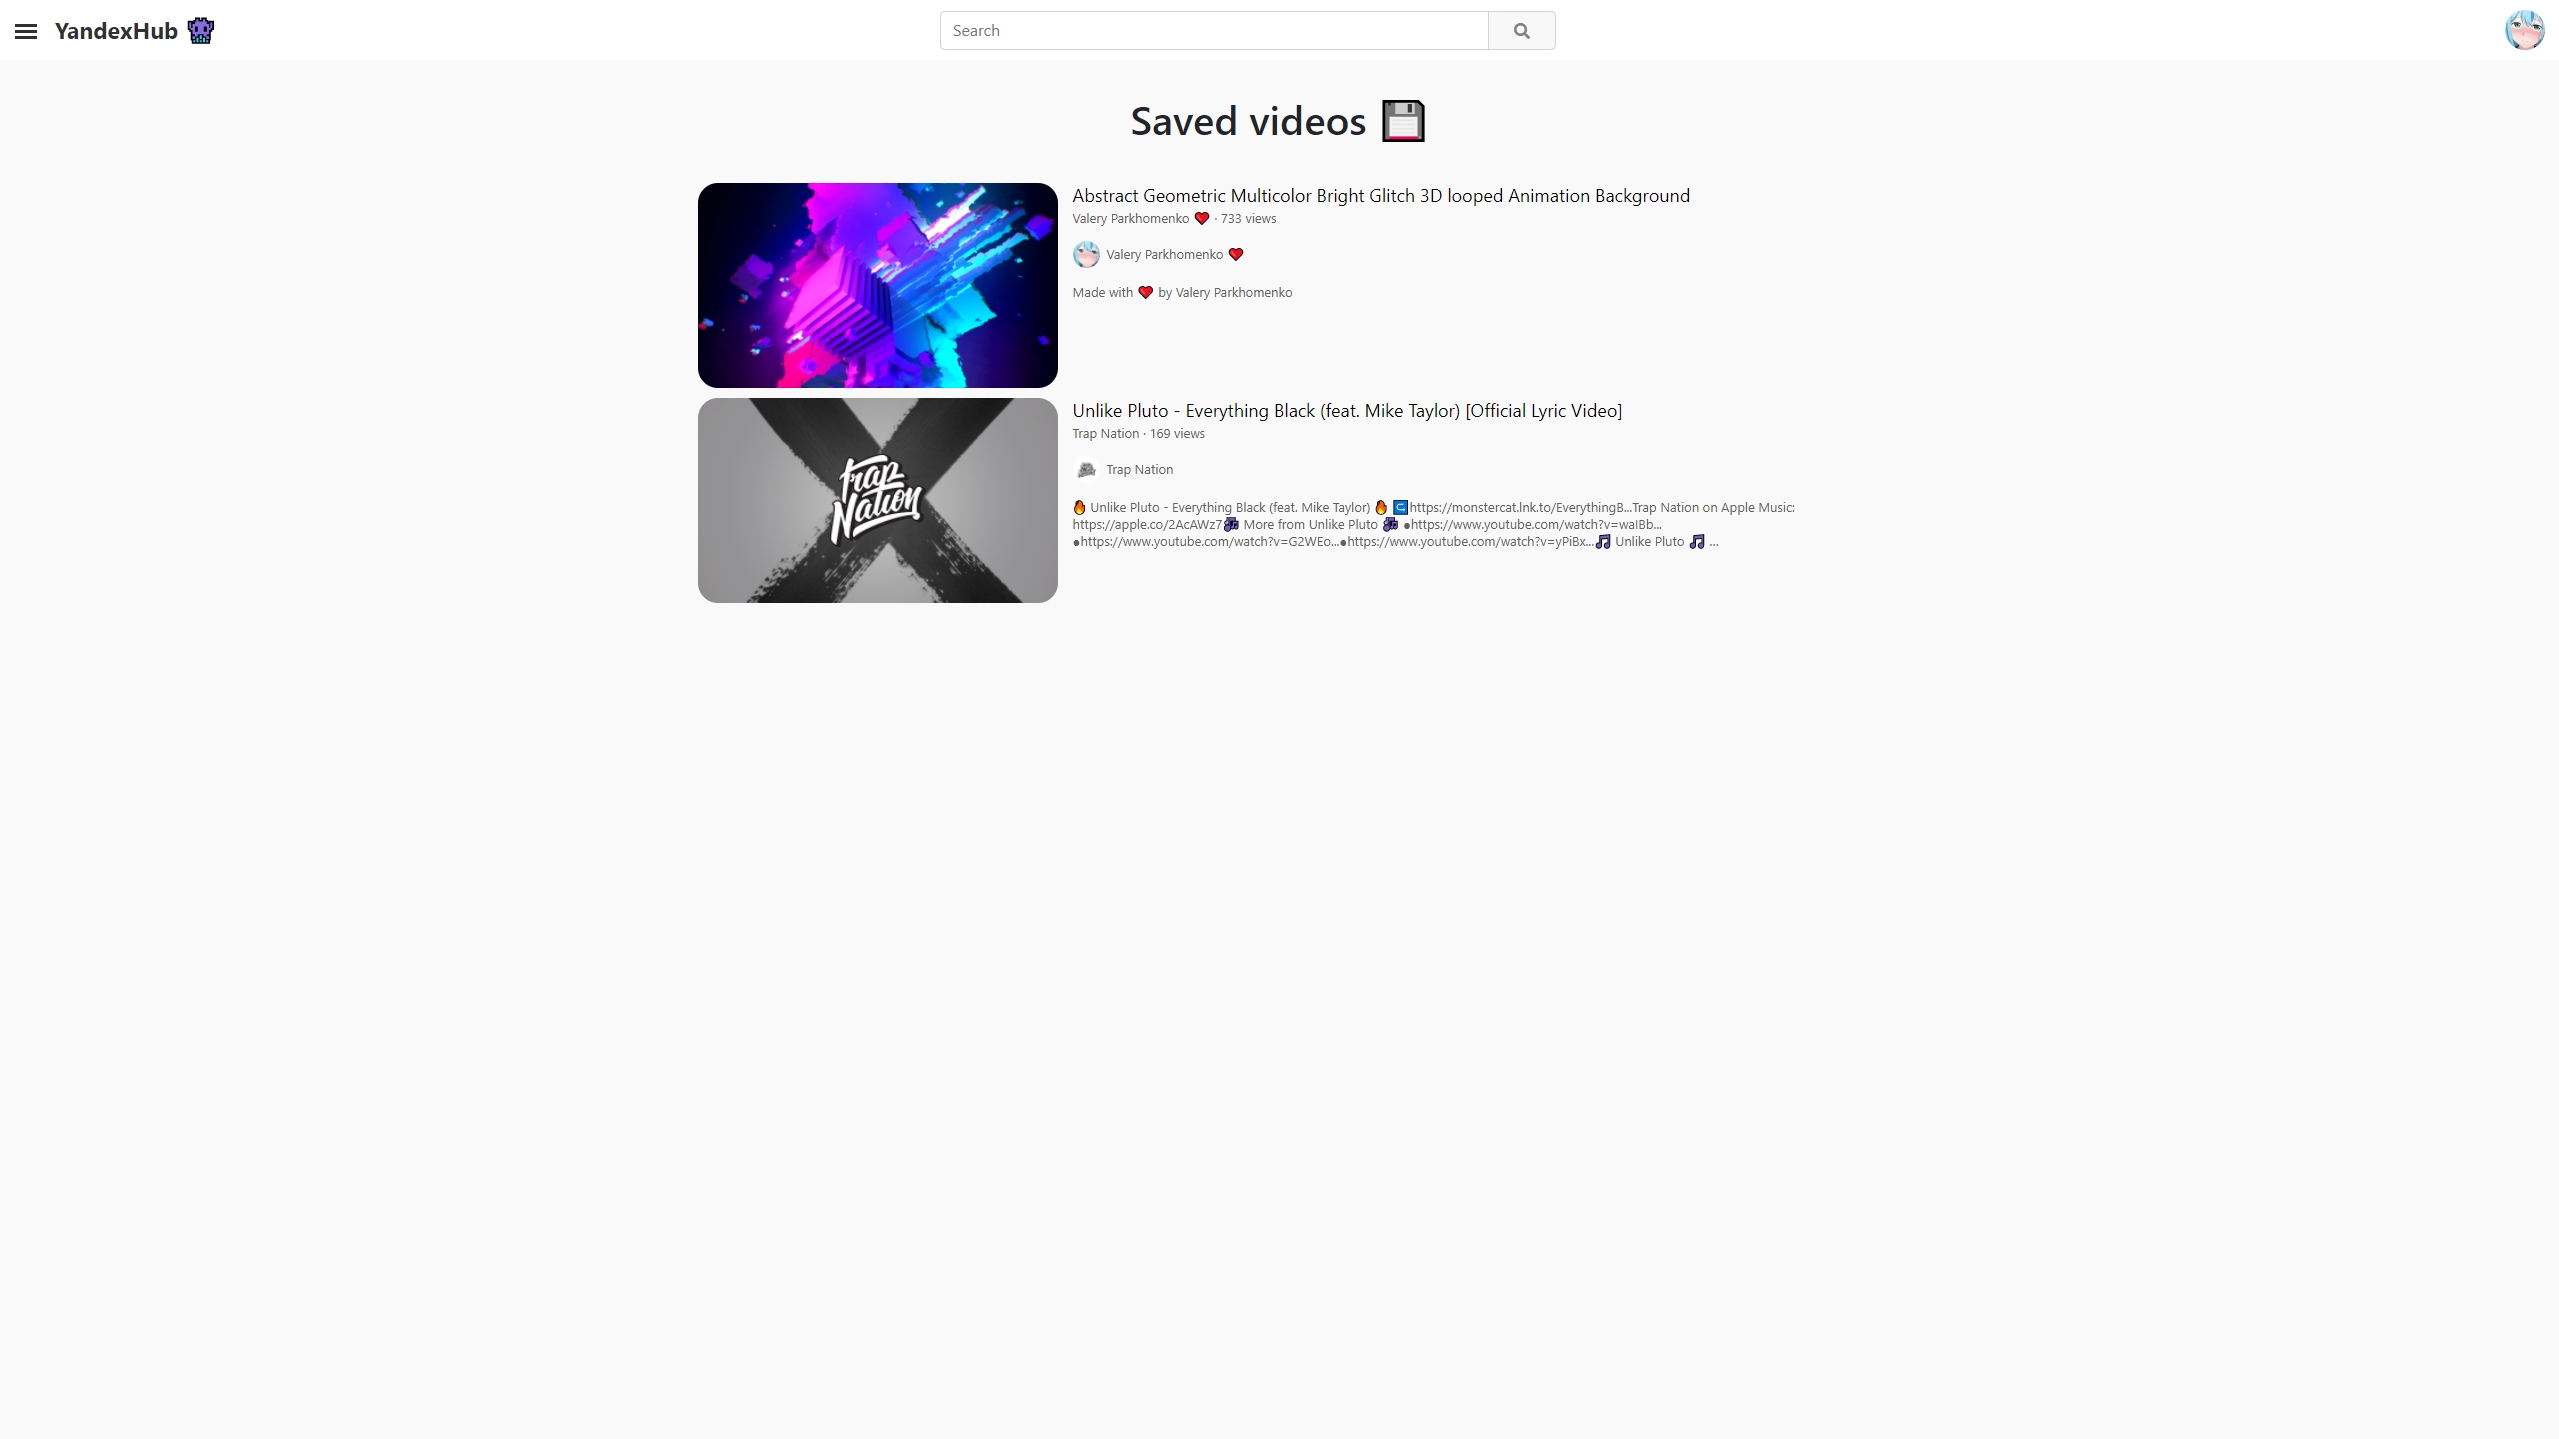 YandexHub
Search
Saved videos
Abstract Geometric Multicolor Bright Glitch 3D looped Animation Background
Valery Parkhomenko ❤ · 733 views
Valery Parkhomenko ❤
Made with ❤ by Valery Parkhomenko
Trap
Nation
Unlike Pluto - Everything Black (feat. Mike Taylor) [Official Lyric Video]
Trap Nation · 169 views
Trap Nation
🔥 Unlike Pluto - Everything Black (feat. Mike Taylor) 🔥 ↪https://monstercat.lnk.to/EverythingB...Trap Nation on Apple Music:
https://apple.co/2AcAWz7🎶 More from Unlike Pluto 🎶 ●https://www.youtube.com/watch?v=waIBb...
●https://www.youtube.com/watch?v=G2WEo...●https://www.youtube.com/watch?v=yPiBx...🎵 Unlike Pluto 🎵 ...